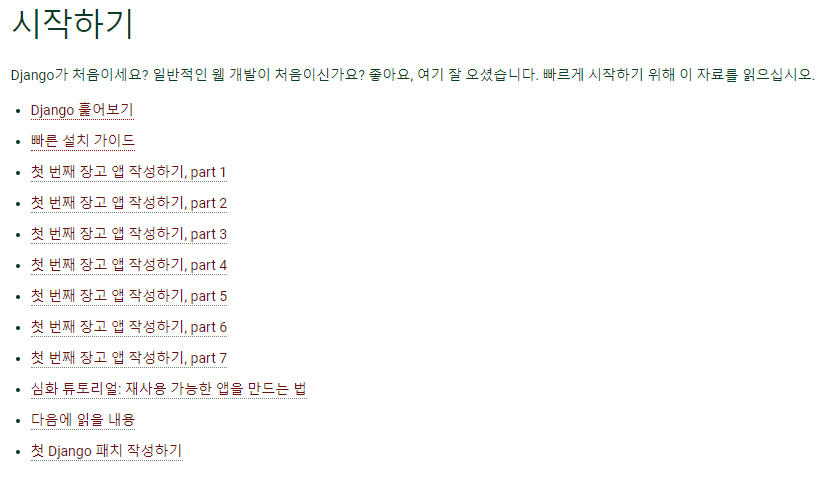 시작하기
Django가 처음이세요? 일반적인 웹 개발이 처음이신가요? 좋아요, 여기 잘 오셨습니다. 빠르게 시작하기 위해 이 자료를 읽으십시오.
Django 훑어보기
빠른 설치 가이드
첫 번째 장고 앱 작성하기, part 1
첫 번째 장고 앱 작성하기, part 2
첫 번째 장고 앱 작성하기, part 3
첫 번째 장고 앱 작성하기, part 4
첫 번째 장고 앱 작성하기, part 5
첫 번째 장고 앱 작성하기, part 6
첫 번째 장고 앱 작성하기, part 7
심화 튜토리얼: 재사용 가능한 앱을 만드는 법
다음에 읽을 내용
첫 Django 패치 작성하기